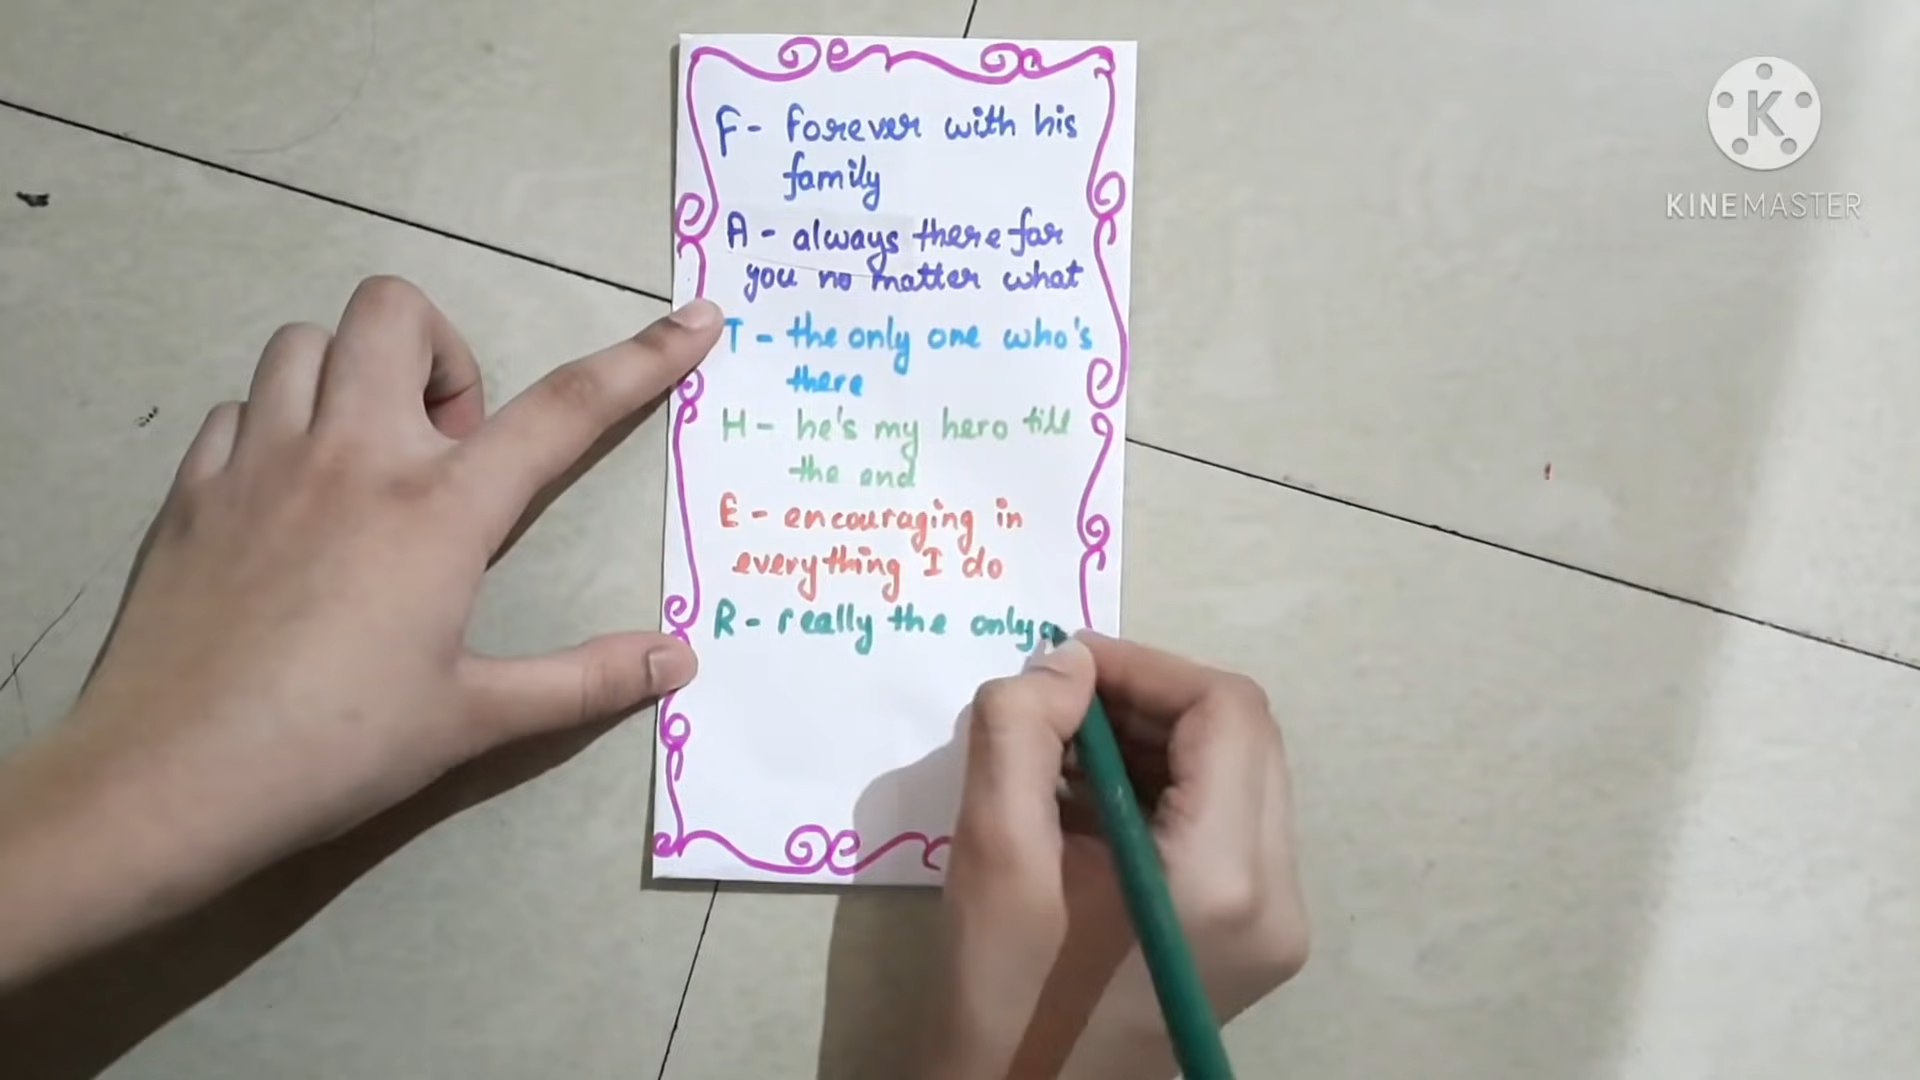 F- forever with his
family
A - always there for
you no matter what
T - the only one who's
there
H - he's my hero till
the end
E - encouraging in
everything I do
R - really the only
K
KINEMASTER